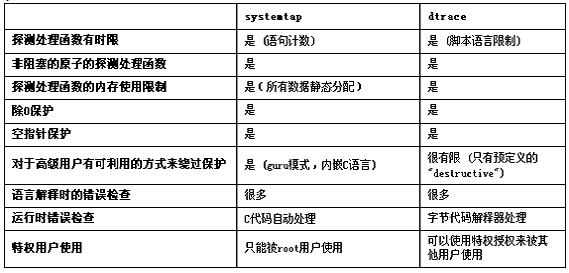 systemtap dtrace
探测处理函数有时限 是 (语句计数) 是 (脚本语言限制)
非阻塞的原子的探测处理函数 是 是
探测处理函数的内存使用限制 是(所有数据静态分配) 是
除0保护 是 是
空指针保护 是 是
对于高级用户有可利用的方式来绕过保护 是 (guru模式，内嵌C语言) 很有限 (只有预定义的
"destructive")
语言解释时的错误检查 很多 很多
运行时错误检查 C代码自动处理 字节代码解释器处理
特权用户使用 只能被root用户使用 可以使用特权授权来被其
他用户使用